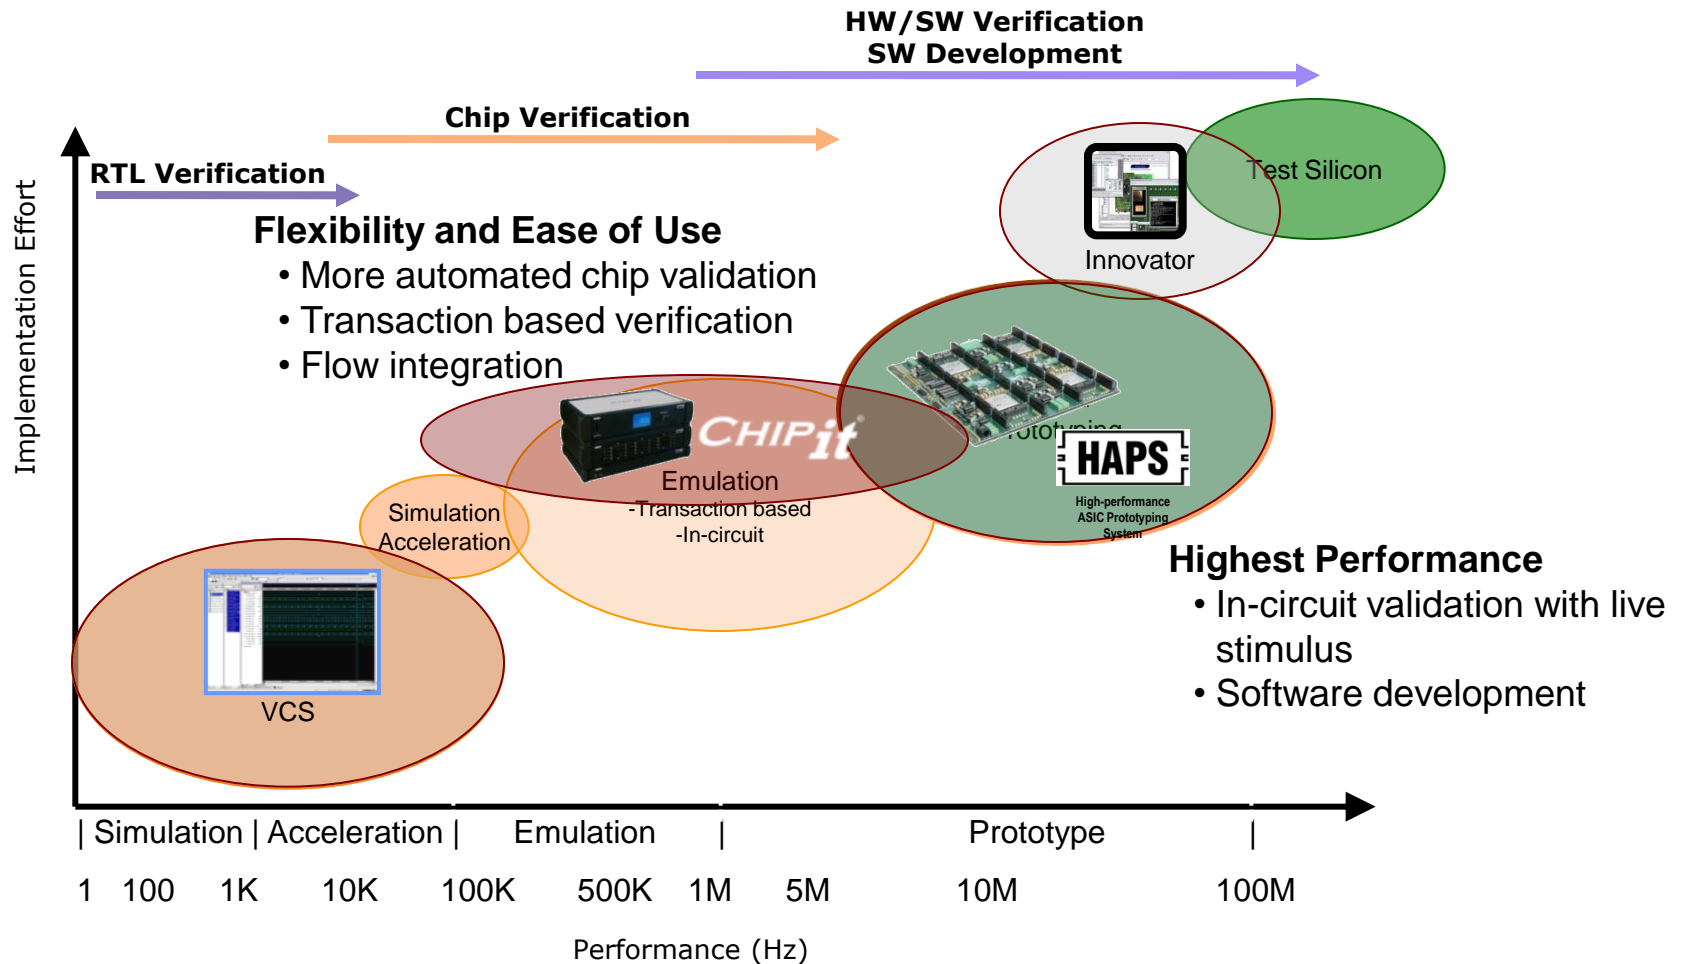 HW/SW Verification
SW Development
Chip Verification
RTL Verification
Implementation Effort
Flexibility and Ease of Use
• More automated chip validation
• Transaction based verification
• Flow integration
Test Silicon
Innovator
CHIPit
Emulation
-Transaction based
-In-circuit
Simulation
Acceleration
HAPS
High-performance
ASIC Prototyping
System
VCS
Highest Performance
• In-circuit validation with live
stimulus
• Software development
| Simulation | Acceleration | Emulation | Prototype |
1 100 1K 10K 100K 500K 1M 5M 10M 100M
Performance (Hz)